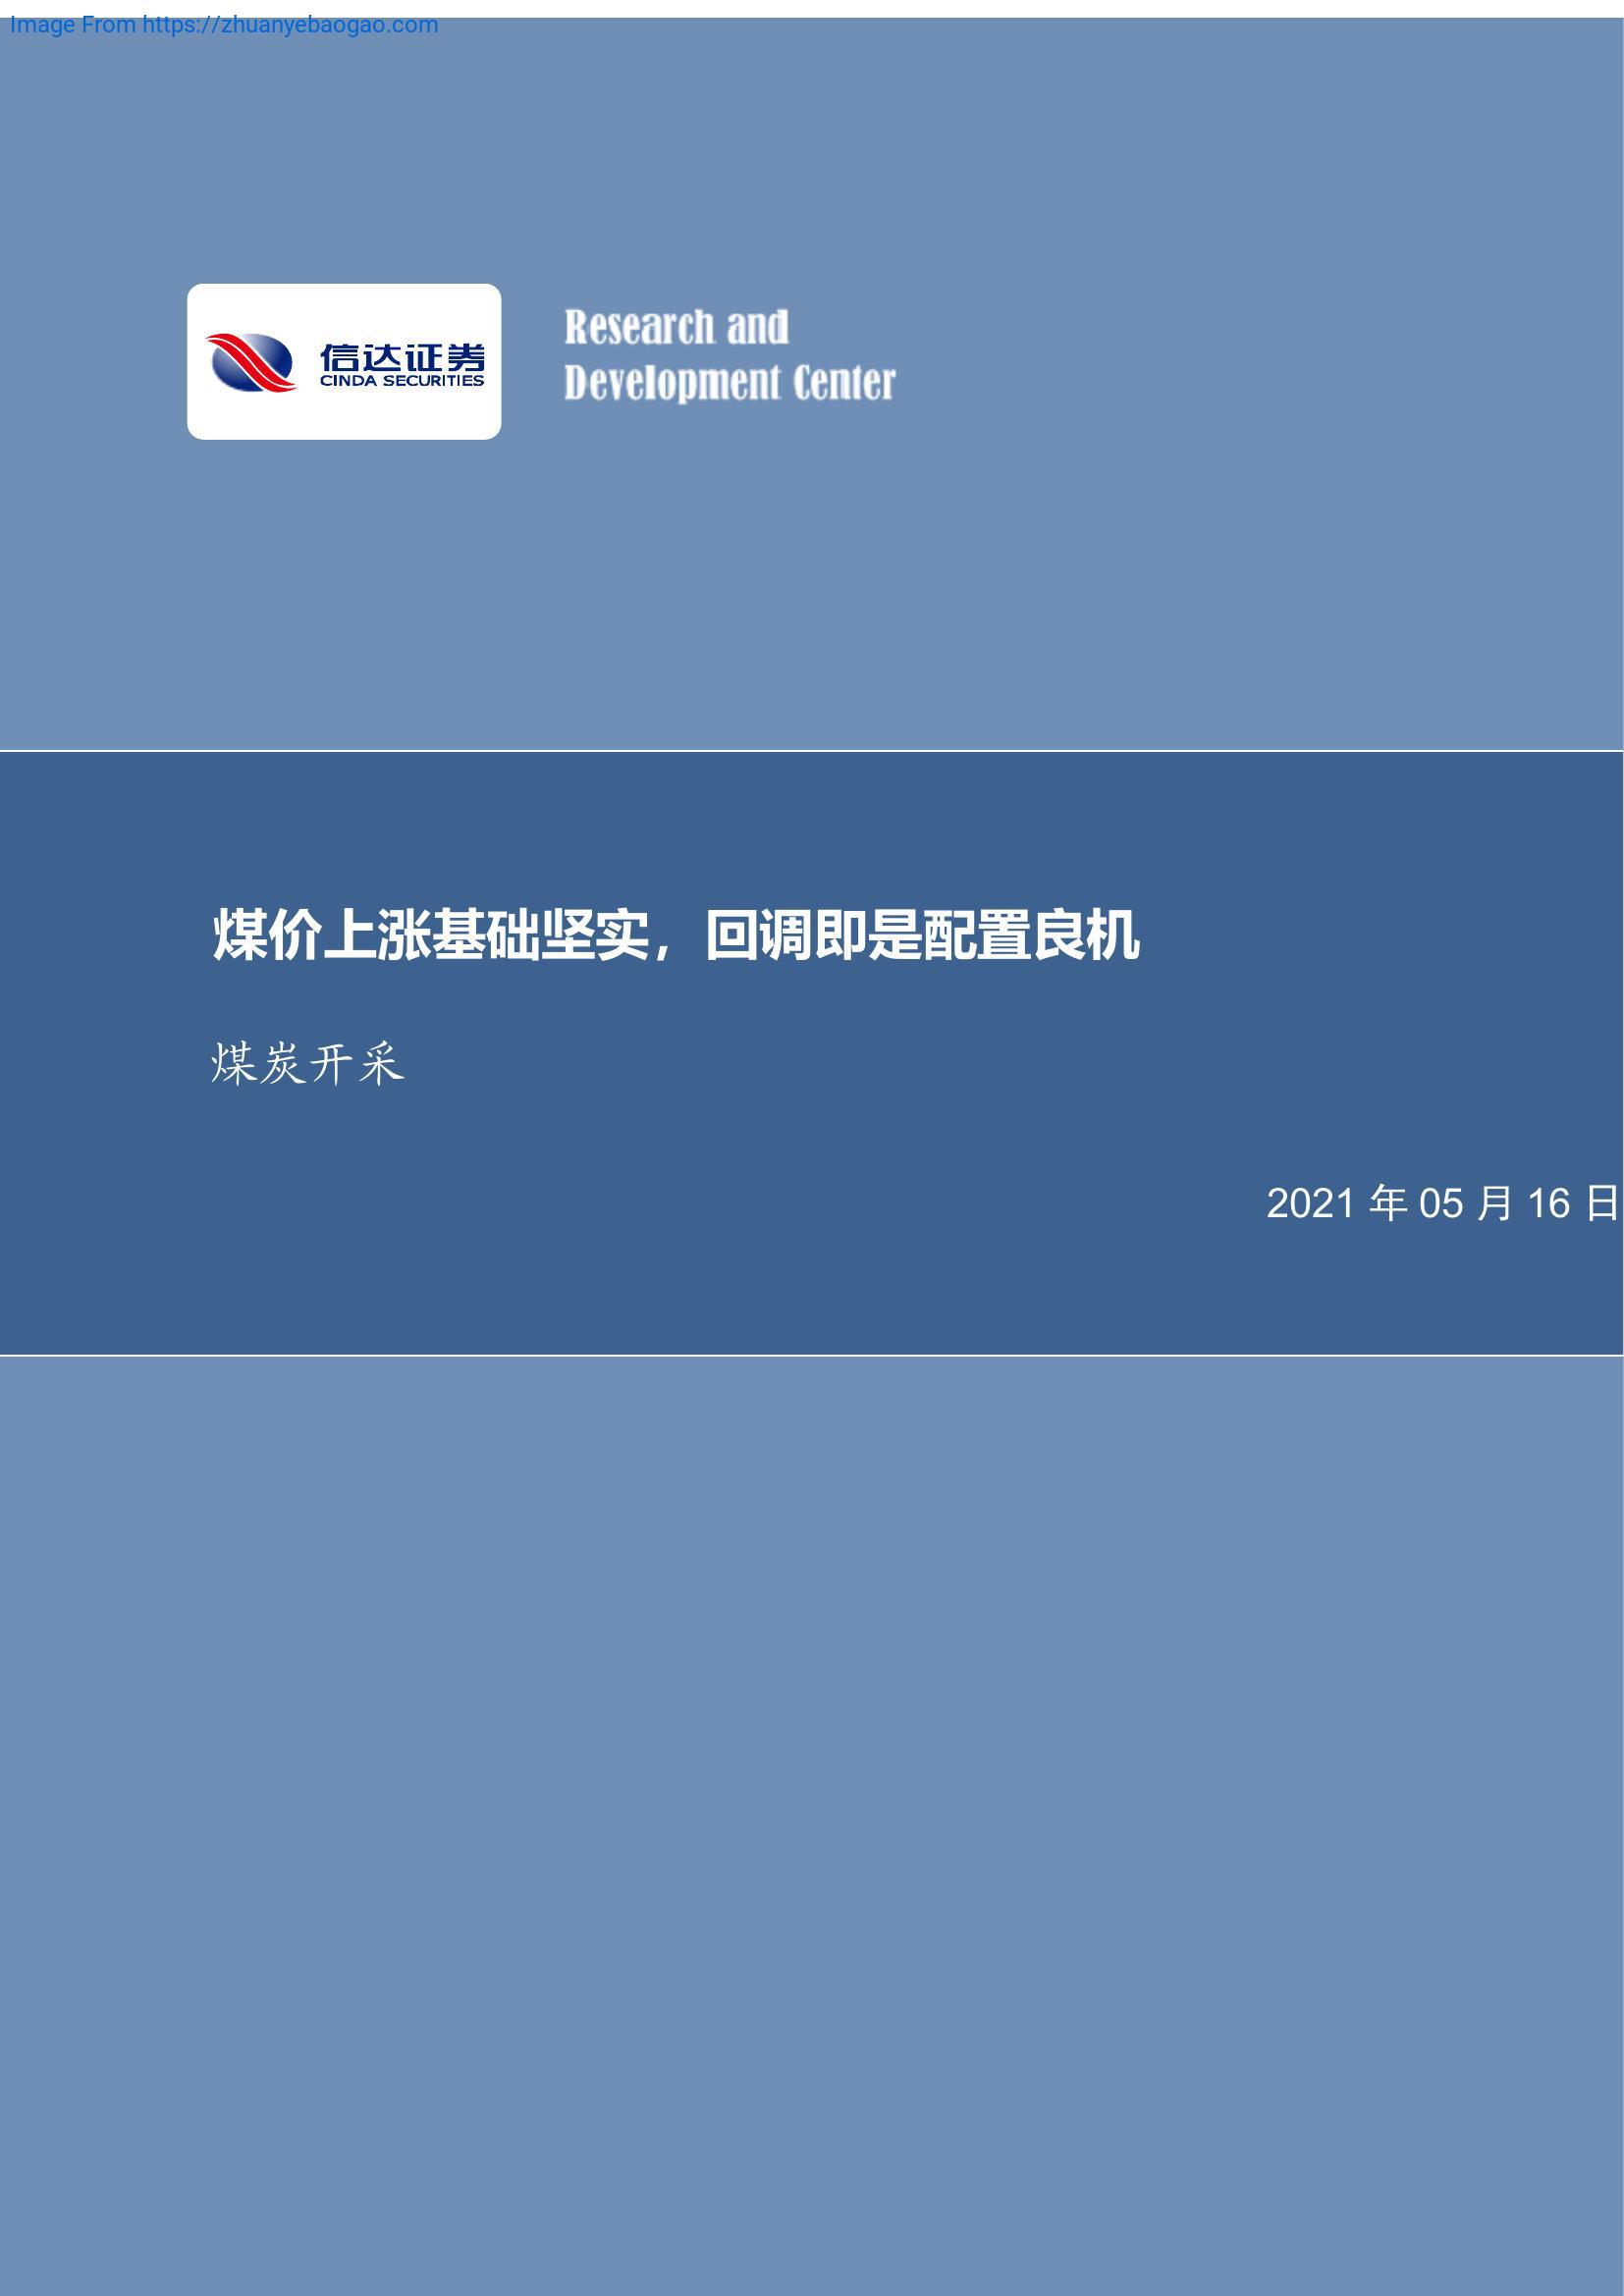 Image From https://zhuanyebaogao.com
信达证券
CINDA SECURITIES
Research and
Development Center
煤价上涨基础坚实，回调即是配置良机
煤炭开采
2021 年 05 月 16 日